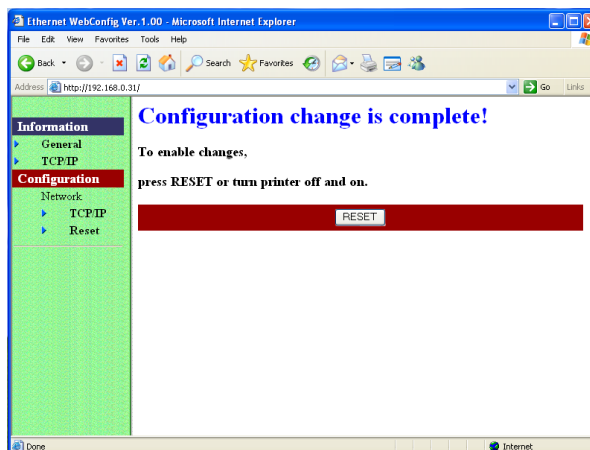 Ethernet WebConfig Ver.1.00 - Microsoft Internet Explorer
File Edit View Favorites Tools Help
Back Search Favorites
Address http://192.168.0.31/ Go Links
Information
General
TCP/IP
Configuration
Network
TCP/IP
Reset
Configuration change is complete!
To enable changes,
press RESET or turn printer off and on.
RESET
Done Internet